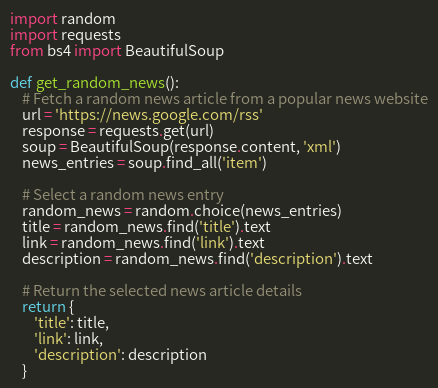 import random
import requests
from bs4 import BeautifulSoup

def get_random_news():
    # Fetch a random news article from a popular news website
    url = 'https://news.google.com/rss'
    response = requests.get(url)
    soup = BeautifulSoup(response.content, 'xml')
    news_entries = soup.find_all('item')

    # Select a random news entry
    random_news = random.choice(news_entries)
    title = random_news.find('title').text
    link = random_news.find('link').text
    description = random_news.find('description').text

    # Return the selected news article details
    return {
        'title': title,
        'link': link,
        'description': description
    }